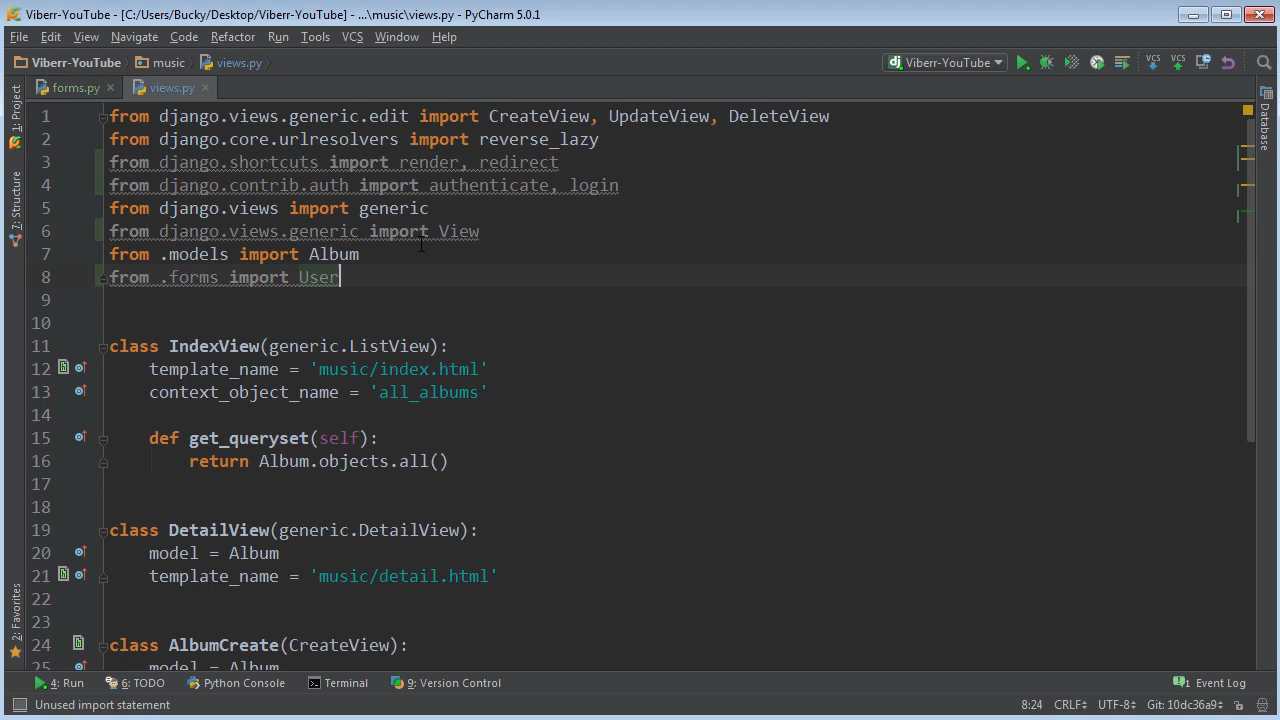 Viberr-YouTube - [C:/Users/Bucky/Desktop/Viberr-YouTube] - ...\music\views.py - PyCharm 5.0.1
File Edit View Navigate Code Refactor Run Tools VCS Window Help
Viberr-YouTube music views.py dj Viberr-YouTube VCS VCS
forms.py views.py
1: Project
7: Structure
2: Favorites
Database
1 from django.views.generic.edit import CreateView, UpdateView, DeleteView
2 from django.core.urlresolvers import reverse_lazy
3 from django.shortcuts import render, redirect
4 from django.contrib.auth import authenticate, login
5 from django.views import generic
6 from django.views.generic import View
7 from .models import Album
8 from .forms import User
9
10
11 class IndexView(generic.ListView):
12 template_name = 'music/index.html'
13 context_object_name = 'all_albums'
14
15 def get_queryset(self):
16 return Album.objects.all()
17
18
19 class DetailView(generic.DetailView):
20 model = Album
21 template_name = 'music/detail.html'
22
23
24 class AlbumCreate(CreateView):
25 model = Album
4: Run 6: TODO Python Console Terminal 9: Version Control 1 Event Log
Unused import statement 8:24 CRLF UTF-8 Git: 10dc36a9